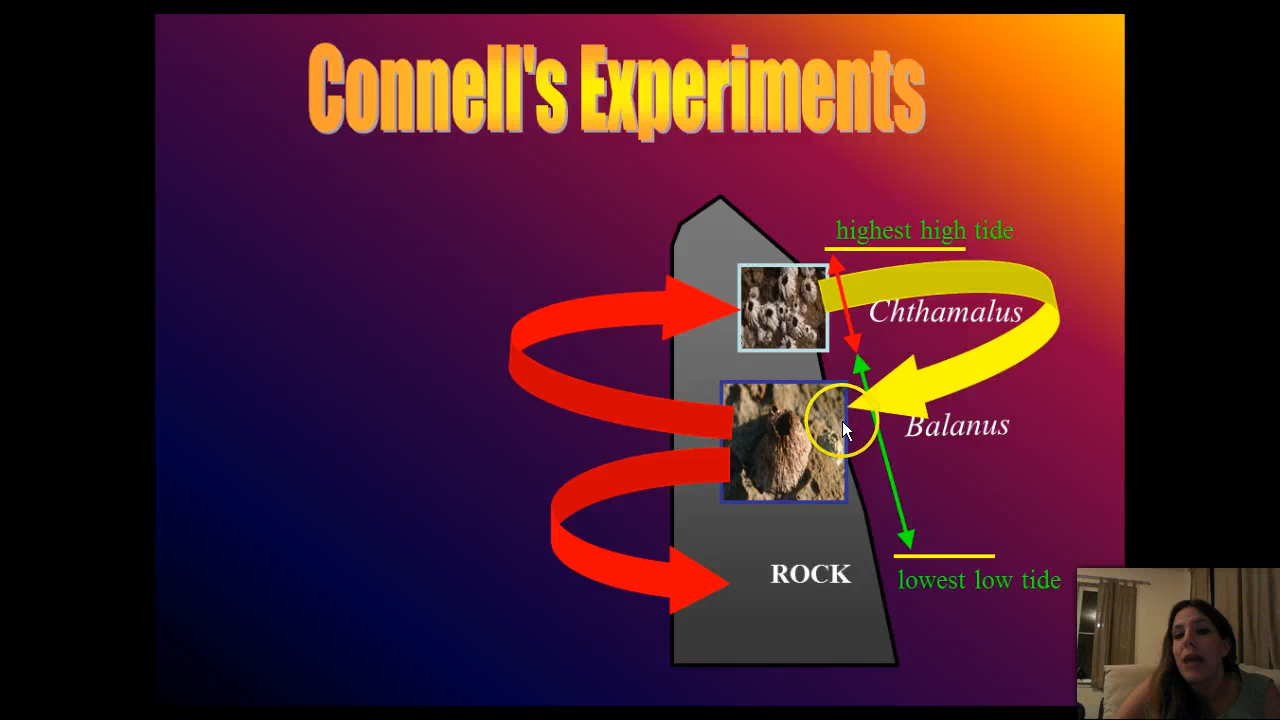 Connell's Experiments
highest high tide
Chthamalus
Balanus
ROCK
lowest low tide